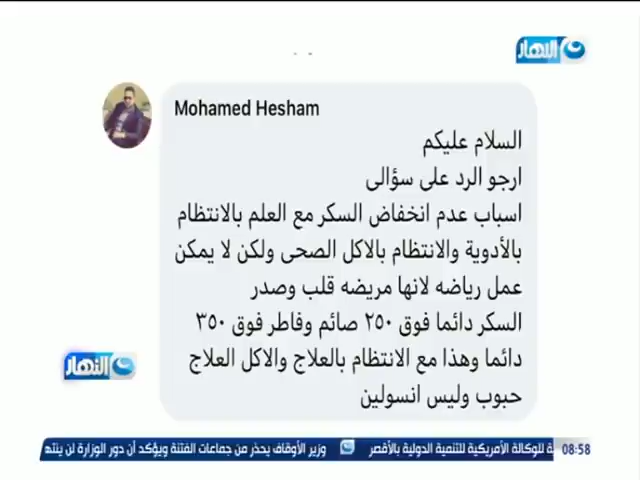 النهار
Mohamed Hesham
السلام عليكم
ارجو الرد على سؤالى
اسباب عدم انخفاض السكر مع العلم بالانتظام
بالأدوية والانتظام بالاكل الصحى ولكن لا يمكن
عمل رياضه لانها مريضه قلب وصدر
السكر دائما فوق ٢٥٠ صائم وفاطر فوق ٣٥٠
دائما وهذا مع الانتظام بالعلاج والاكل العلاج
حبوب وليس انسولين
النهار
08:58 ة للوكالة الأمريكية للتنمية الدولية بالأقصر وزير الأوقاف يحذر من جماعات الفتنة ويؤكد أن دور الوزارة لن ينته